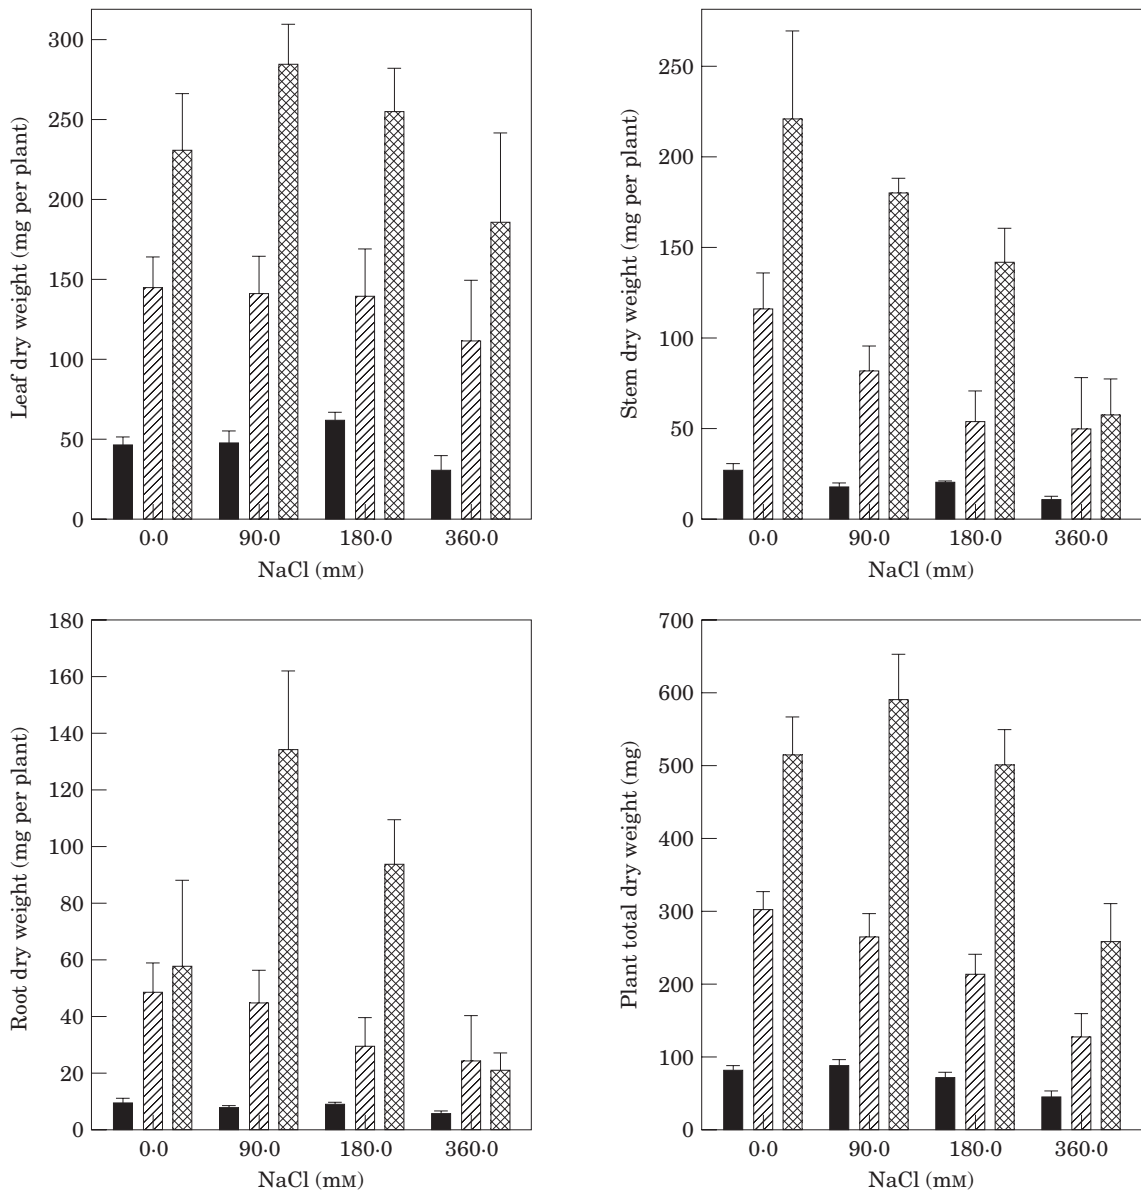 Leaf dry weight (mg per plant)
300
250
200
150
100
50
0
0·0 90·0 180·0 360·0
NaCl (mM)
Stem dry weight (mg per plant)
250
200
150
100
50
0
0·0 90·0 180·0 360·0
NaCl (mM)
Root dry weight (mg per plant)
180
160
140
120
100
80
60
40
20
0
0·0 90·0 180·0 360·0
NaCl (mM)
Plant total dry weight (mg)
700
600
500
400
300
200
100
0
0·0 90·0 180·0 360·0
NaCl (mM)